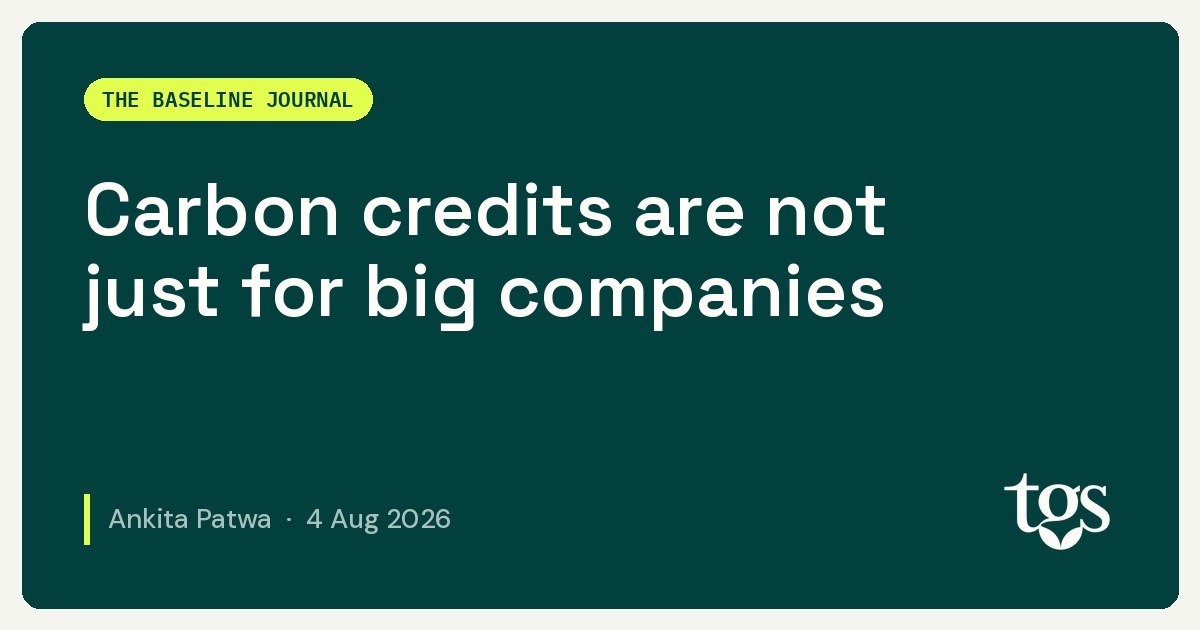 THE BASELINE JOURNAL
Carbon credits are not
just for big companies
Ankita Patwa · 4 Aug 2026
tgs